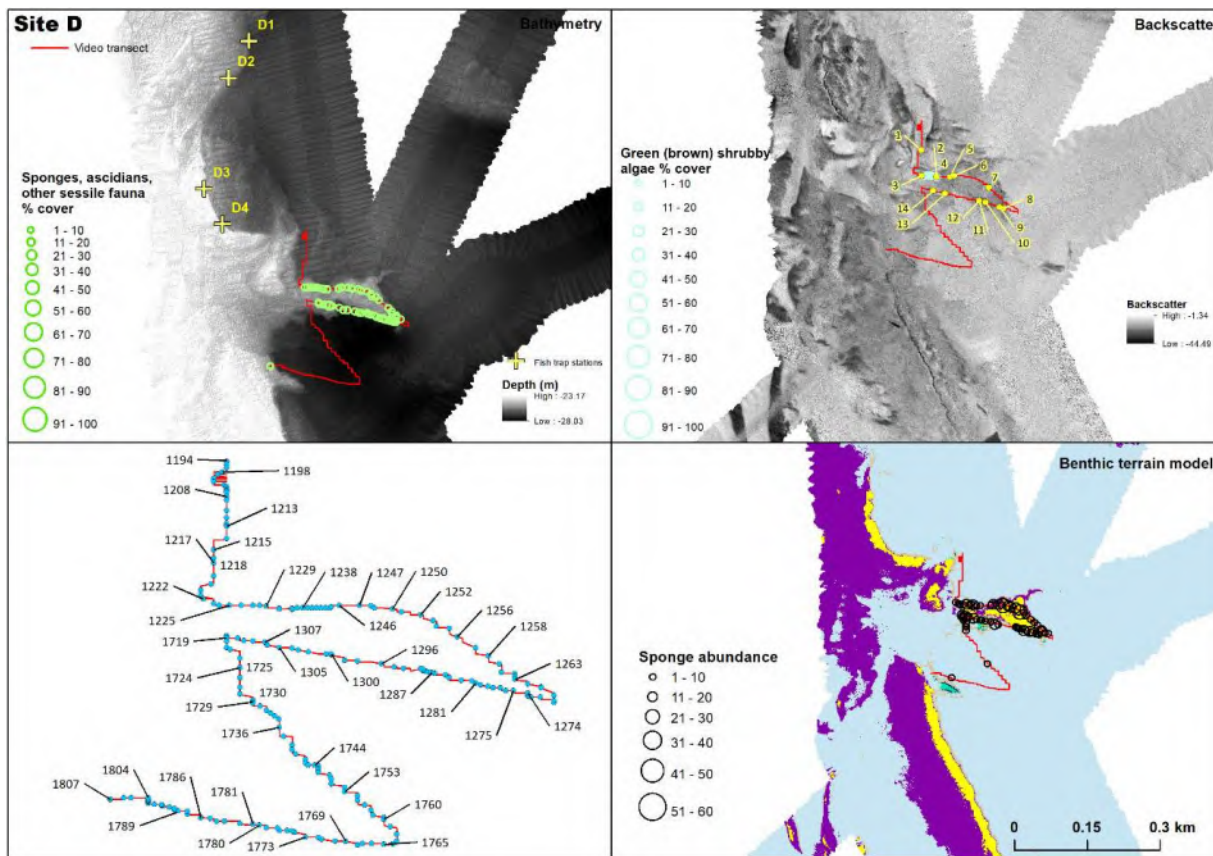 Site D
Bathymetry
Video transect
D1
D2
D3
D4
Sponges, ascidians,
other sessile fauna
% cover
1 - 10
11 - 20
21 - 30
31 - 40
41 - 50
51 - 60
61 - 70
71 - 80
81 - 90
91 - 100
Fish trap stations
Depth (m)
High : -23.17
Low : -28.03
Backscatter
Green (brown) shrubby
algae % cover
1 - 10
11 - 20
21 - 30
31 - 40
41 - 50
51 - 60
61 - 70
71 - 80
81 - 90
91 - 100
1
2
5
4
6
7
3
8
14
9
13
12
11
10
Backscatter
High : -1.34
Low : -44.49
1194
1198
1208
1213
1217
1215
1218
1222
1229
1238
1247
1250
1252
1256
1225
1246
1258
1307
1263
1719
1296
1725
1305
1300
1724
1287
1730
1281
1274
1729
1275
1736
1744
1753
1804
1786
1807
1781
1760
1769
1789
1780
1773
1765
Benthic terrain model
Sponge abundance
1 - 10
11 - 20
21 - 30
31 - 40
41 - 50
51 - 60
0 0.15 0.3 km